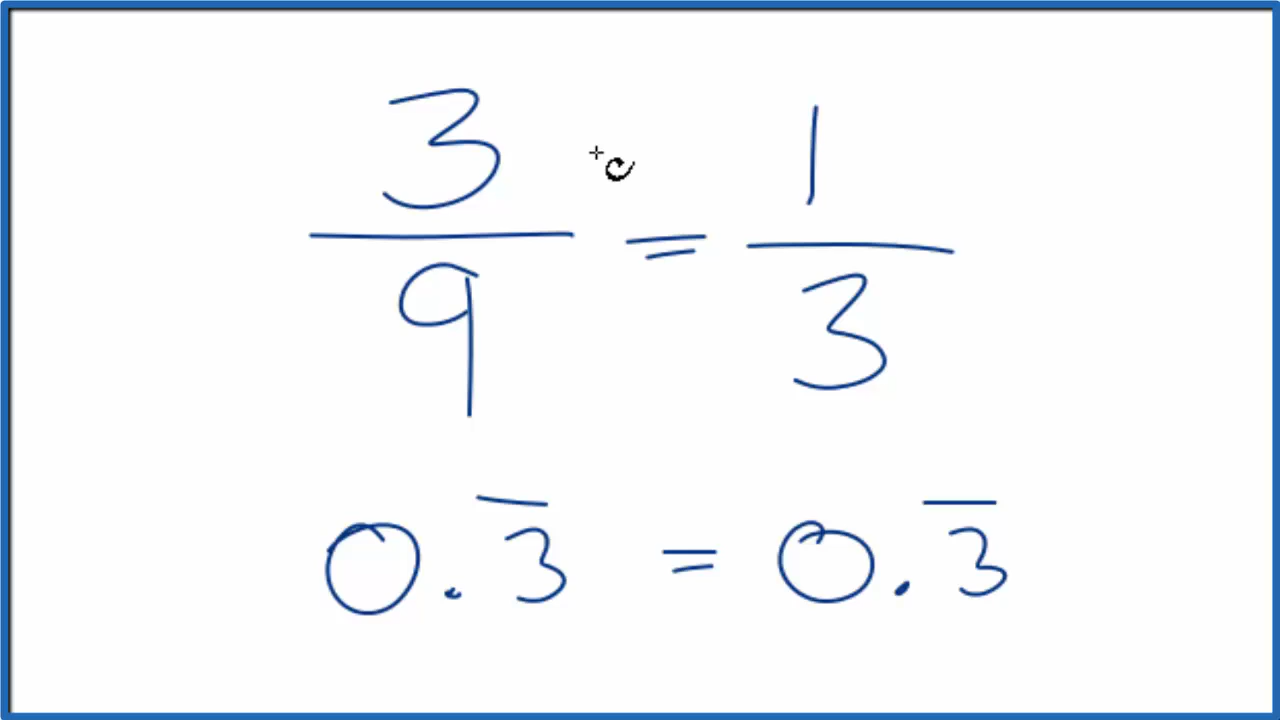 3/9 = 1/3
0.3̅ = 0.3̅